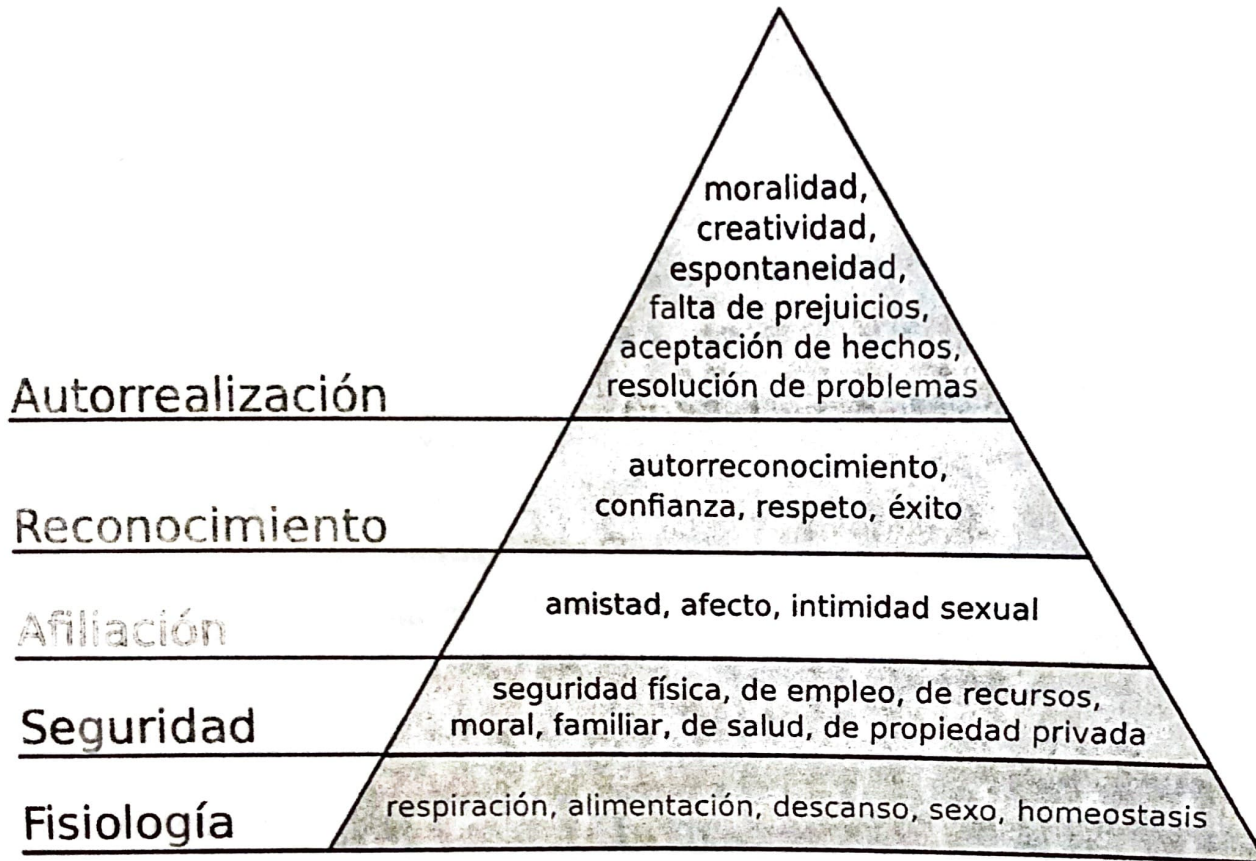 moralidad,
creatividad,
espontaneidad,
falta de prejuicios,
aceptación de hechos,
resolución de problemas
Autorrealización
autorreconocimiento,
confianza, respeto, éxito
Reconocimiento
amistad, afecto, intimidad sexual
Afiliación
seguridad física, de empleo, de recursos,
moral, familiar, de salud, de propiedad privada
Seguridad
respiración, alimentación, descanso, sexo, homeostasis
Fisiología